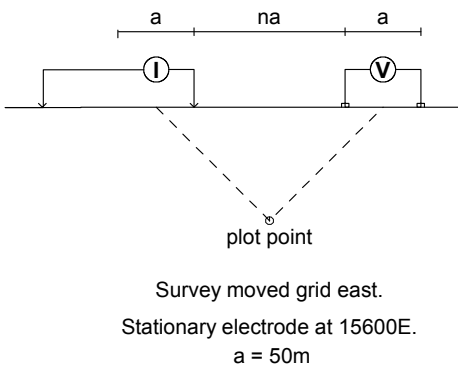 a na a
I V
plot point
Survey moved grid east.
Stationary electrode at 15600E.
a = 50m